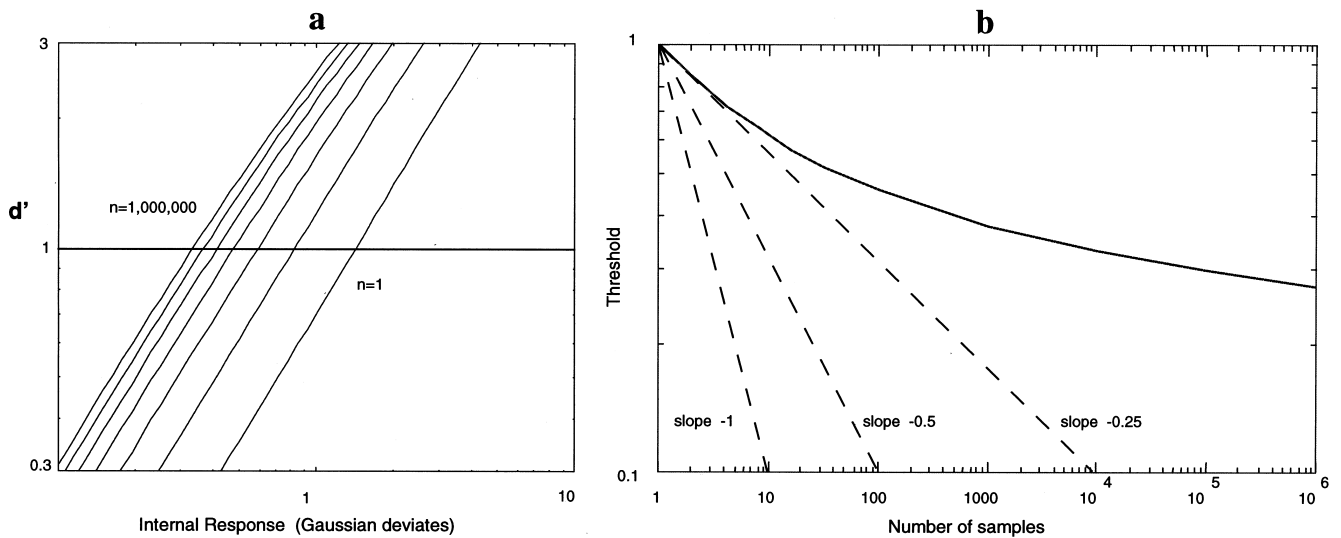 a
3
1
0.3
d'
n=1,000,000
n=1
1
10
Internal Response (Gaussian deviates)
b
1
0.1
Threshold
slope -1
slope -0.5
slope -0.25
1
10
100
1000
10 4
10 5
10 6
Number of samples